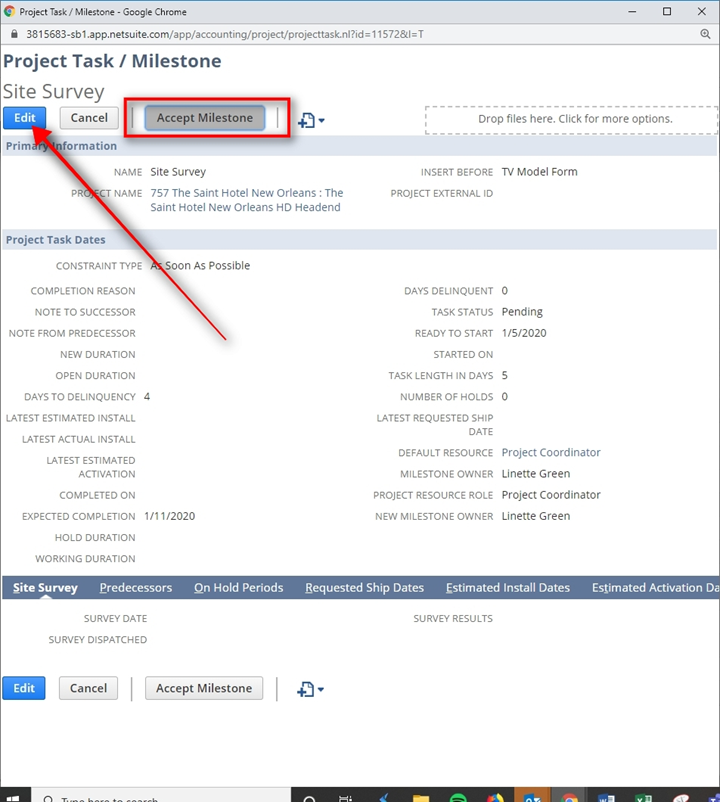 Project Task / Milestone - Google Chrome
3815683-sb1.app.netsuite.com/app/accounting/project/projecttask.nl?id=11572&l=T
Project Task / Milestone
Site Survey
Edit Cancel Accept Milestone Drop files here. Click for more options.
Primary Information
NAME Site Survey INSERT BEFORE TV Model Form
PROJECT NAME 757 The Saint Hotel New Orleans : The PROJECT EXTERNAL ID
Saint Hotel New Orleans HD Headend
Project Task Dates
CONSTRAINT TYPE As Soon As Possible
COMPLETION REASON DAYS DELINQUENT 0
NOTE TO SUCCESSOR TASK STATUS Pending
NOTE FROM PREDECESSOR READY TO START 1/5/2020
NEW DURATION STARTED ON
OPEN DURATION TASK LENGTH IN DAYS 5
DAYS TO DELINQUENCY 4 NUMBER OF HOLDS 0
LATEST ESTIMATED INSTALL LATEST REQUESTED SHIP
DATE
LATEST ACTUAL INSTALL
LATEST ESTIMATED
ACTIVATION
DEFAULT RESOURCE Project Coordinator
MILESTONE OWNER Linette Green
COMPLETED ON PROJECT RESOURCE ROLE Project Coordinator
EXPECTED COMPLETION 1/11/2020 NEW MILESTONE OWNER Linette Green
HOLD DURATION
WORKING DURATION
Site Survey Predecessors On Hold Periods Requested Ship Dates Estimated Install Dates Estimated Activation Da
SURVEY DATE SURVEY RESULTS
SURVEY DISPATCHED
Edit Cancel Accept Milestone
Type here to search